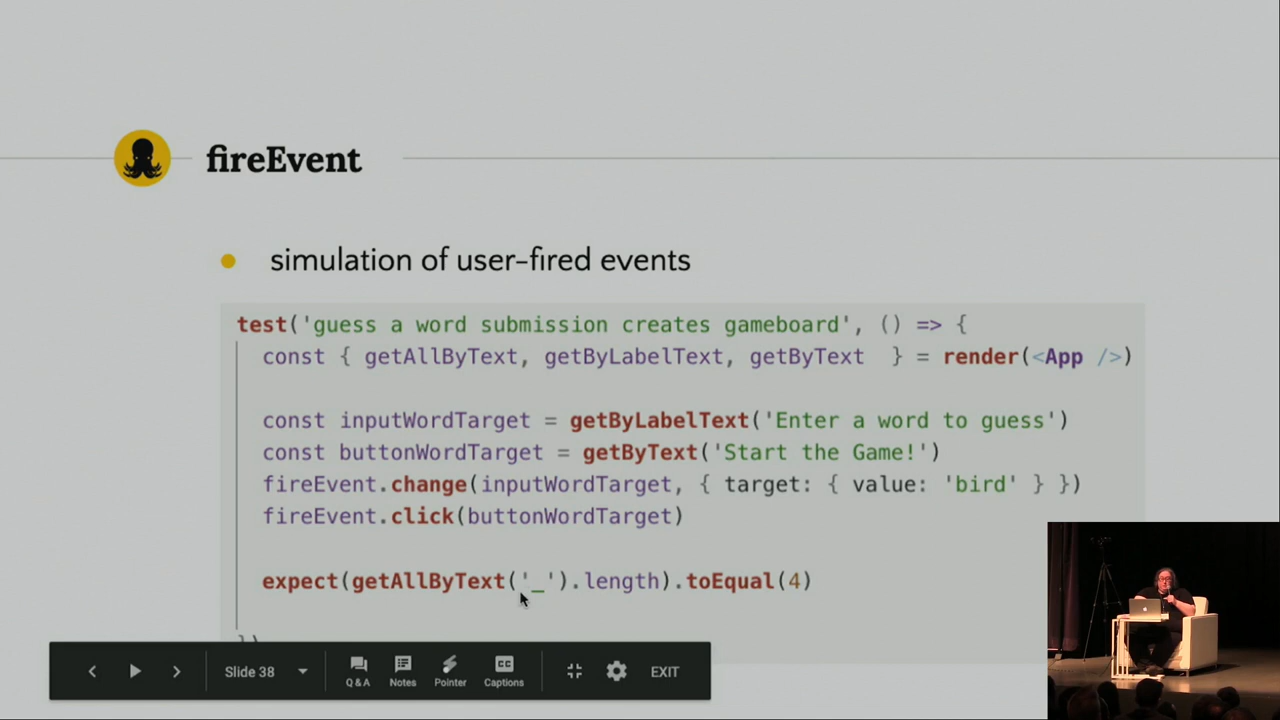 fireEvent
simulation of user-fired events
test('guess a word submission creates gameboard', () => {
const { getAllByText, getByLabelText, getByText } = render(<App />)
const inputWordTarget = getByLabelText('Enter a word to guess')
const buttonWordTarget = getByText('Start the Game!')
fireEvent.change(inputWordTarget, { target: { value: 'bird' } })
fireEvent.click(buttonWordTarget)
expect(getAllByText('_').length).toEqual(4)
})
Slide 38
Q & A
Notes
Pointer
CC
Captions
EXIT